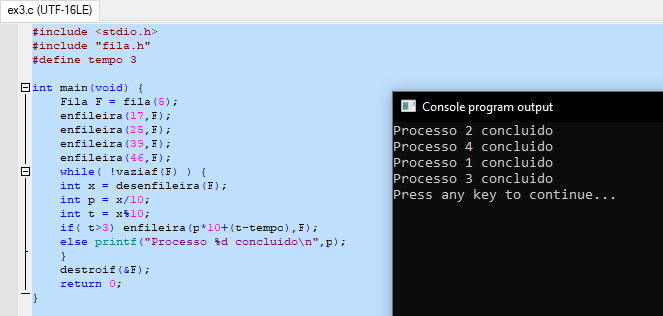 ex3.c (UTF-16LE)
#include <stdio.h>
#include "fila.h"
#define tempo 3
int main(void) {
Fila F = fila(5);
enfileira(17,F);
enfileira(25,F);
enfileira(39,F);
enfileira(46,F);
while( !vaziaf(F) ) {
int x = desenfileira(F);
int p = x/10;
int t = x%10;
if( t>3) enfileira(p*10+(t-tempo),F);
else printf("Processo %d concluido\n",p);
}
destroif(&F);
return 0;
}
Console program output
Processo 2 concluido
Processo 4 concluido
Processo 1 concluido
Processo 3 concluido
Press any key to continue...